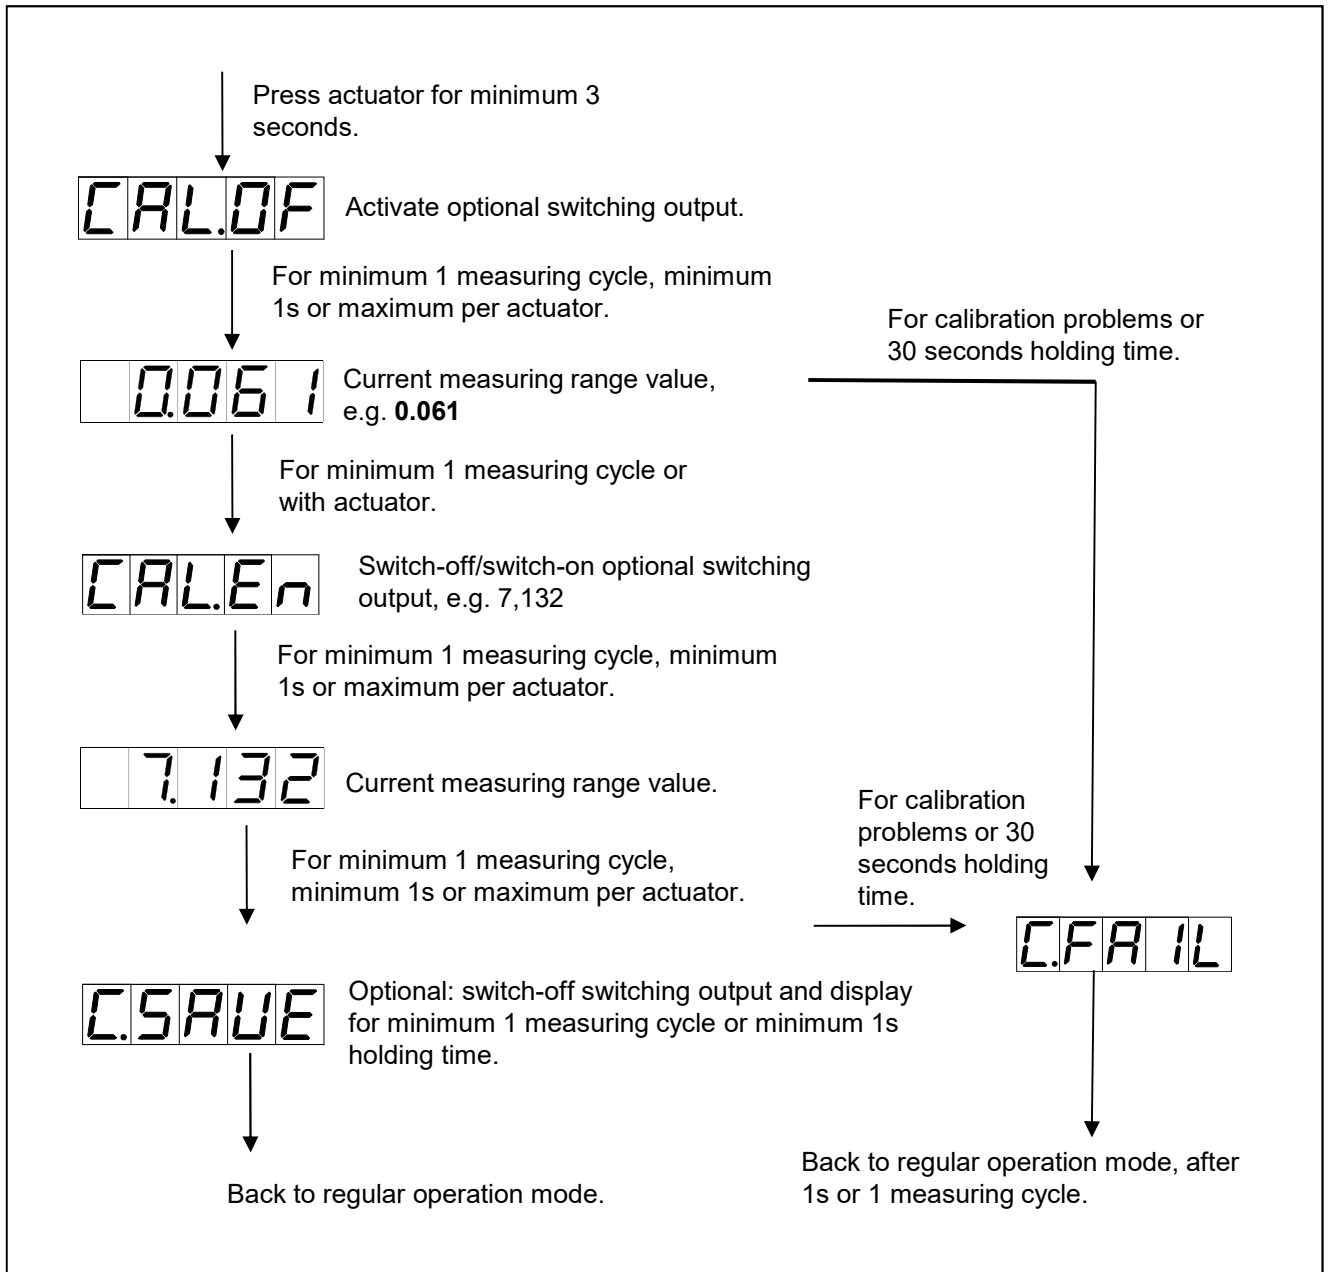 Press actuator for minimum 3
seconds.
CAL.OF
Activate optional switching output.
For minimum 1 measuring cycle, minimum
1s or maximum per actuator.
For calibration problems or
30 seconds holding time.
0.061
Current measuring range value,
e.g. 0.061
For minimum 1 measuring cycle or
with actuator.
CAL.En
Switch-off/switch-on optional switching
output, e.g. 7,132
For minimum 1 measuring cycle, minimum
1s or maximum per actuator.
7.132
Current measuring range value.
For calibration
problems or 30
seconds holding
time.
For minimum 1 measuring cycle,
minimum 1s or maximum per actuator.
C.FAIL
C.SAVE
Optional: switch-off switching output and display
for minimum 1 measuring cycle or minimum 1s
holding time.
Back to regular operation mode, after
1s or 1 measuring cycle.
Back to regular operation mode.